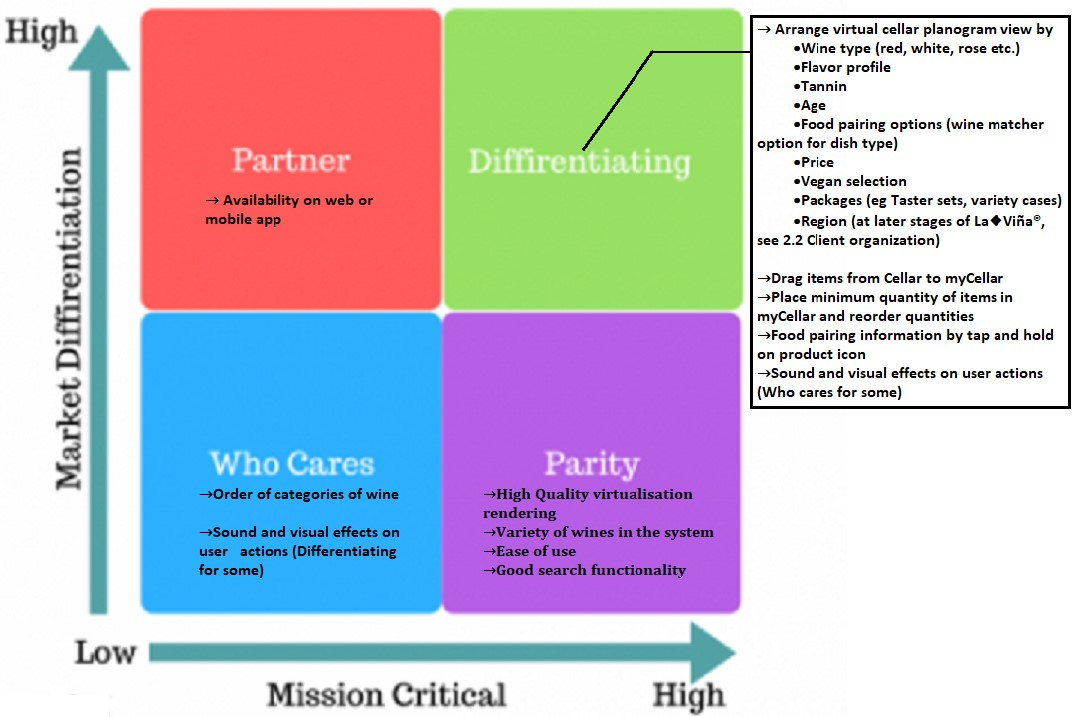 High
Market Diffirentiation
Partner
→ Availability on web or
mobile app
Diffirentiating
→ Arrange virtual cellar planogram view by
•Wine type (red, white, rose etc.)
•Flavor profile
•Tannin
•Age
•Food pairing options (wine matcher
option for dish type)
•Price
•Vegan selection
•Packages (eg Taster sets, variety cases)
•Region (at later stages of La◆Viña®,
see 2.2 Client organization)
→Drag items from Cellar to myCellar
→Place minimum quantity of items in
myCellar and reorder quantities
→Food pairing information by tap and hold
on product icon
→Sound and visual effects on user actions
(Who cares for some)
Who Cares
→Order of categories of wine
→Sound and visual effects on
user actions (Differentiating
for some)
Parity
→High Quality virtualisation
rendering
→Variety of wines in the system
→Ease of use
→Good search functionality
Low
Mission Critical
High